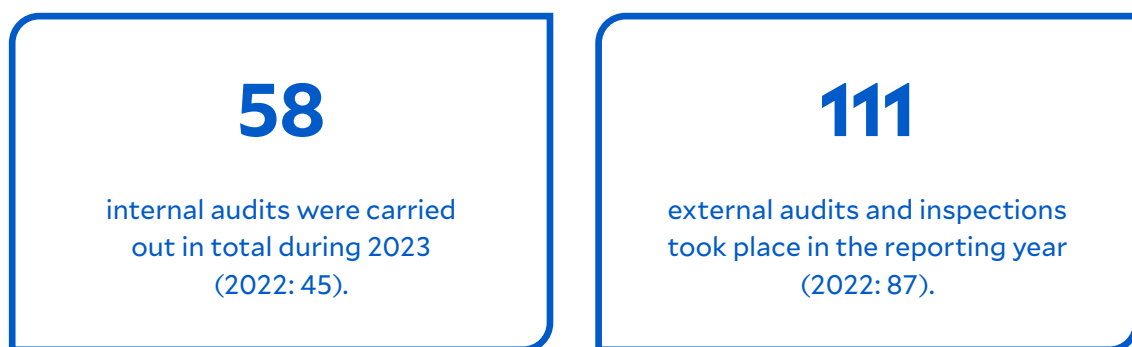 58
internal audits were carried
out in total during 2023
(2022: 45).
111
external audits and inspections
took place in the reporting year
(2022: 87).